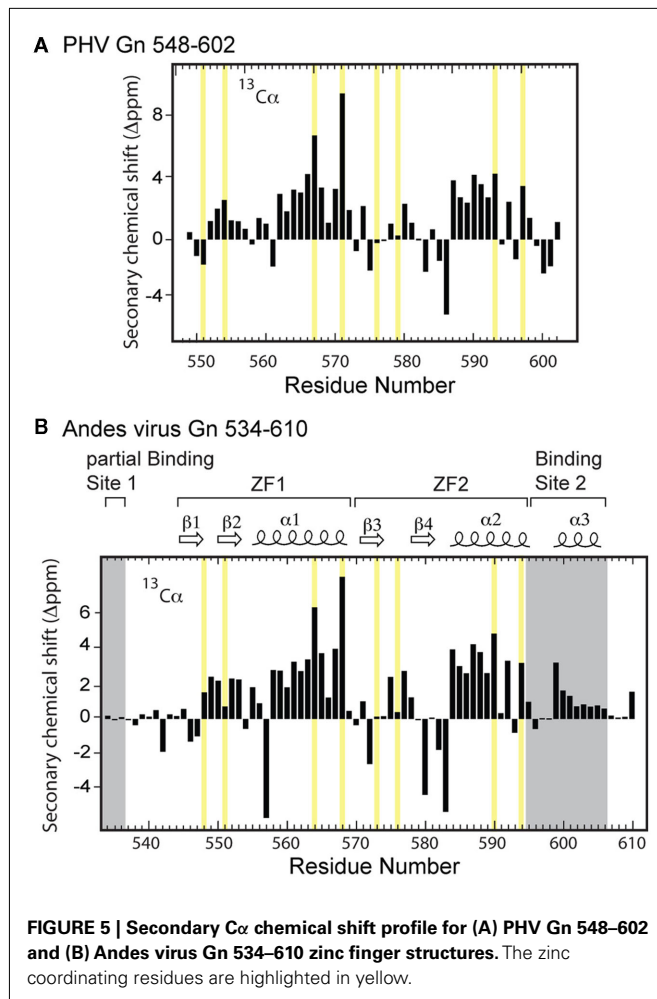 A PHV Gn 548-602
13Cα
Seconary chemical shift (Δppm)
8
4
0
-4
550 560 570 580 590 600
Residue Number
B Andes virus Gn 534-610
partial Binding Site 1
ZF1
ZF2
Binding Site 2
β1 β2 α1 β3 β4 α2 α3
13Cα
Seconary chemical shift (Δppm)
6
4
2
0
-2
-4
540 550 560 570 580 590 600 610
Residue Number
FIGURE 5 | Secondary Cα chemical shift profile for (A) PHV Gn 548–602
and (B) Andes virus Gn 534–610 zinc finger structures. The zinc
coordinating residues are highlighted in yellow.